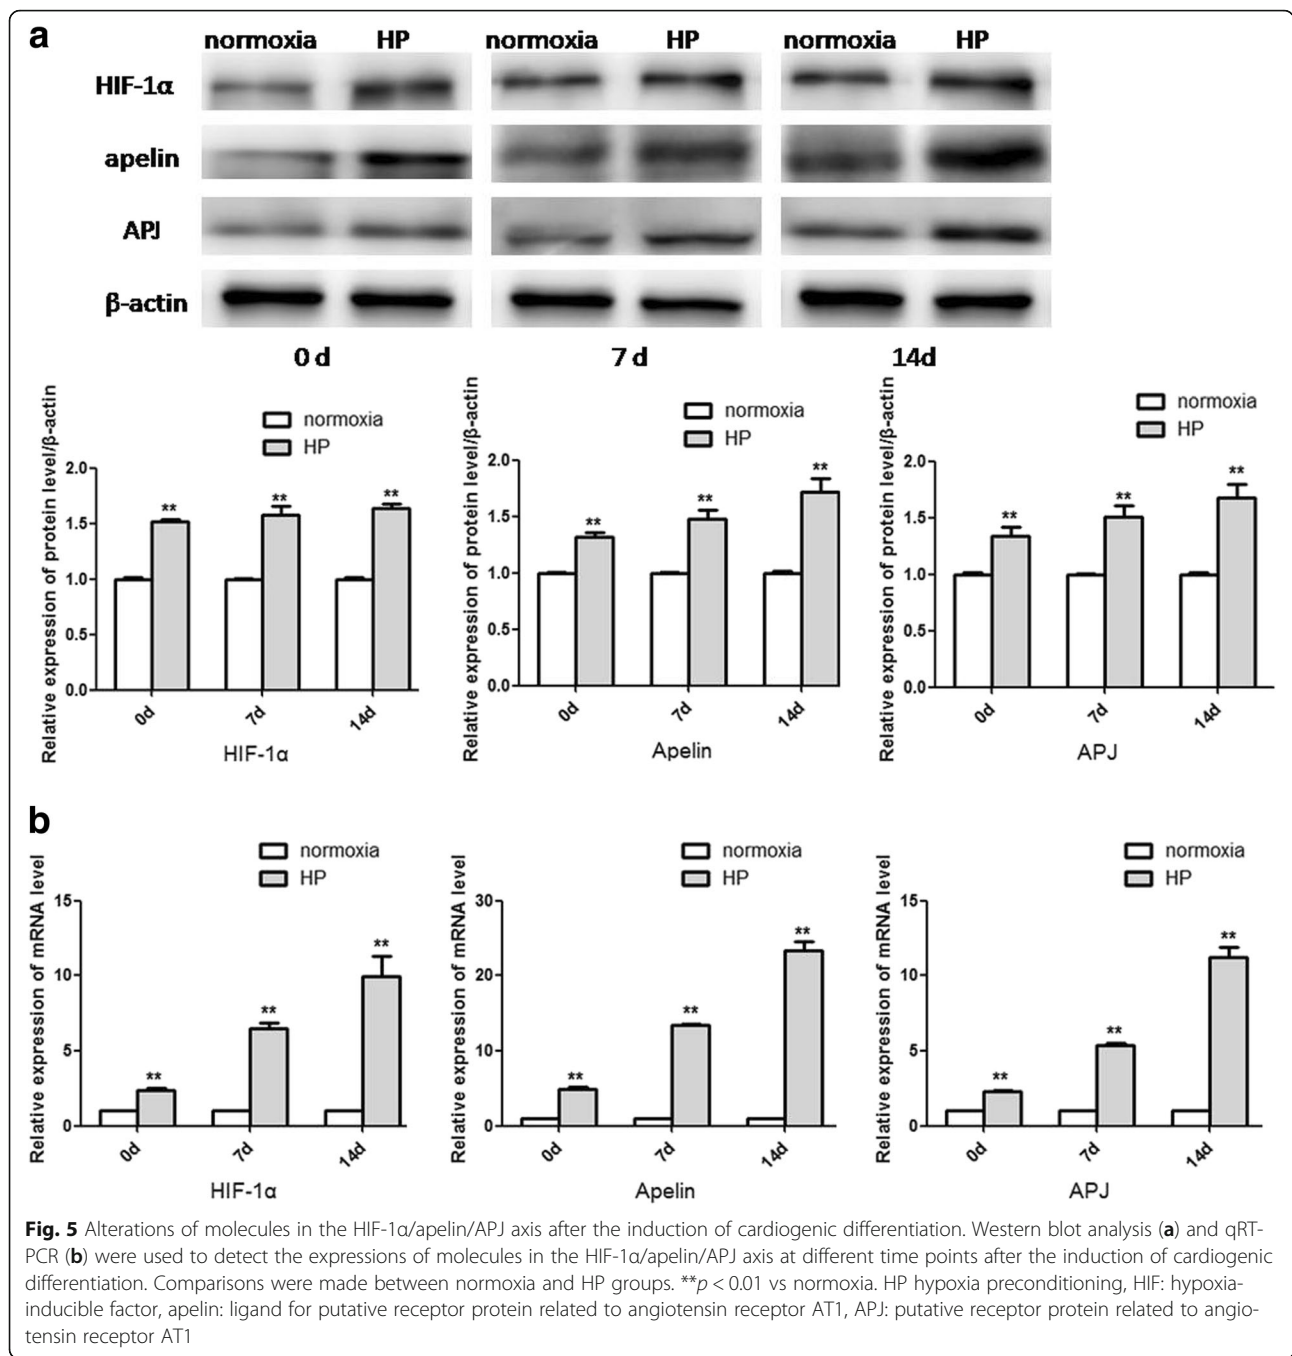 a
normoxia HP normoxia HP normoxia HP
HIF-1α
apelin
APJ
β-actin
0 d 7 d 14d
Relative expression of protein level/β-actin
normoxia
HP
2.0
1.5
1.0
0.5
0.0
** ** **
0d 7d 14d
HIF-1α
Relative expression of protein level/β-actin
normoxia
HP
2.0
1.5
1.0
0.5
0.0
** ** **
0d 7d 14d
Apelin
Relative expression of protein level/β-actin
normoxia
HP
2.0
1.5
1.0
0.5
0.0
** ** **
0d 7d 14d
APJ
b
Relative expression of mRNA level
normoxia
HP
15
10
5
0
** ** **
0d 7d 14d
HIF-1α
Relative expression of mRNA level
normoxia
HP
30
20
10
0
** ** **
0d 7d 14d
Apelin
Relative expression of mRNA level
normoxia
HP
15
10
5
0
** ** **
0d 7d 14d
APJ
Fig. 5 Alterations of molecules in the HIF-1α/apelin/APJ axis after the induction of cardiogenic differentiation. Western blot analysis (a) and qRT-
PCR (b) were used to detect the expressions of molecules in the HIF-1α/apelin/APJ axis at different time points after the induction of cardiogenic
differentiation. Comparisons were made between normoxia and HP groups. **p < 0.01 vs normoxia. HP hypoxia preconditioning, HIF: hypoxia-
inducible factor, apelin: ligand for putative receptor protein related to angiotensin receptor AT1, APJ: putative receptor protein related to angio-
tensin receptor AT1